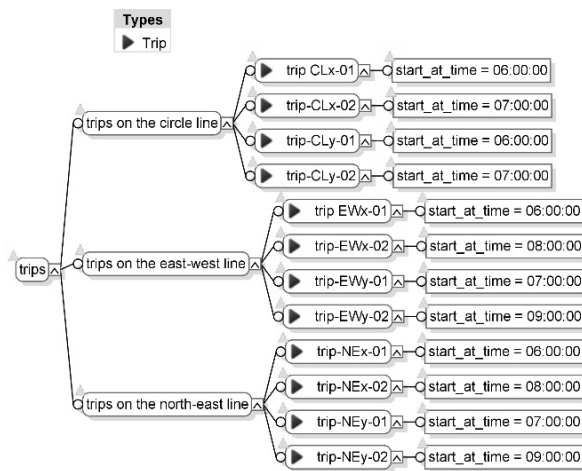 Types
Trip
trips
trips on the circle line
trip CLx-01 start_at_time = 06:00:00
trip-CLx-02 start_at_time = 07:00:00
trip-CLy-01 start_at_time = 06:00:00
trip-CLy-02 start_at_time = 07:00:00
trips on the east-west line
trip EWx-01 start_at_time = 06:00:00
trip-EWx-02 start_at_time = 08:00:00
trip-EWy-01 start_at_time = 07:00:00
trip-EWy-02 start_at_time = 09:00:00
trips on the north-east line
trip-NEx-01 start_at_time = 06:00:00
trip-NEx-02 start_at_time = 08:00:00
trip-NEy-01 start_at_time = 07:00:00
trip-NEy-02 start_at_time = 09:00:00